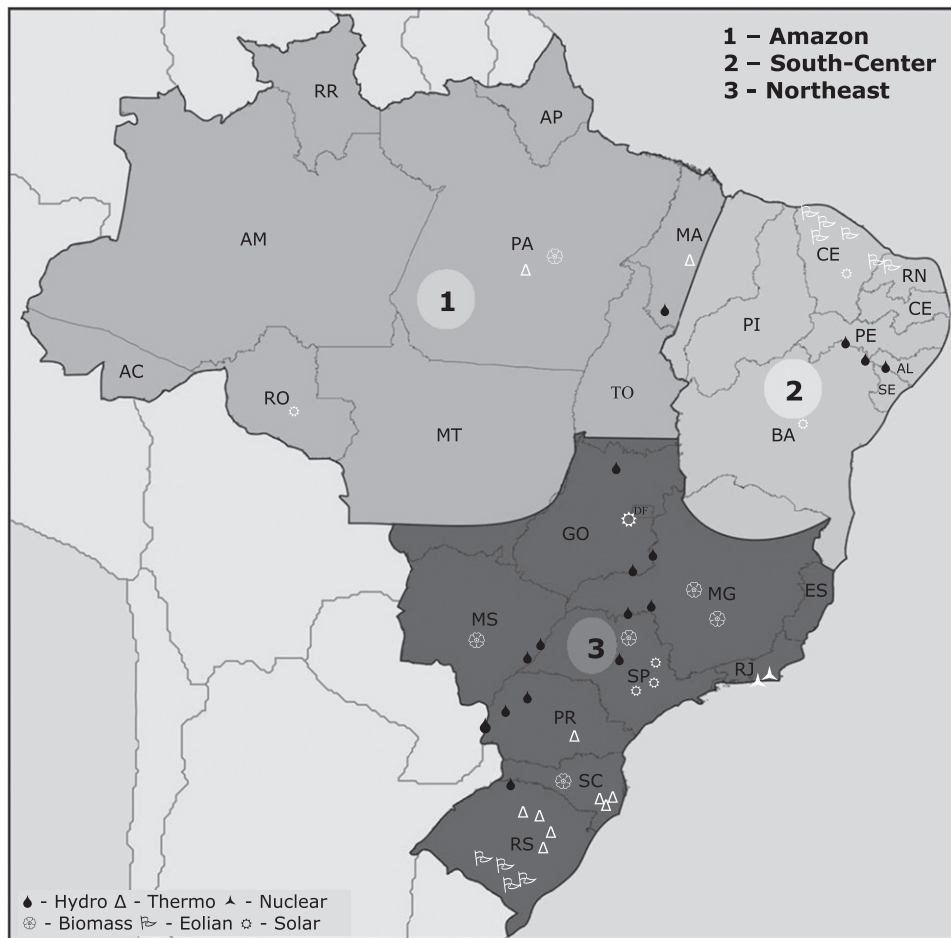 1 – Amazon
2 – South-Center
3 - Northeast
RR
AP
AM
PA
MA
CE
RN
1
CE
PI
PE
AC
RO
TO
AL
SE
2
MT
BA
DF
GO
MS
MG
ES
3
SP
RJ
PR
SC
RS
- Hydro - Thermo - Nuclear
- Biomass - Eolian - Solar